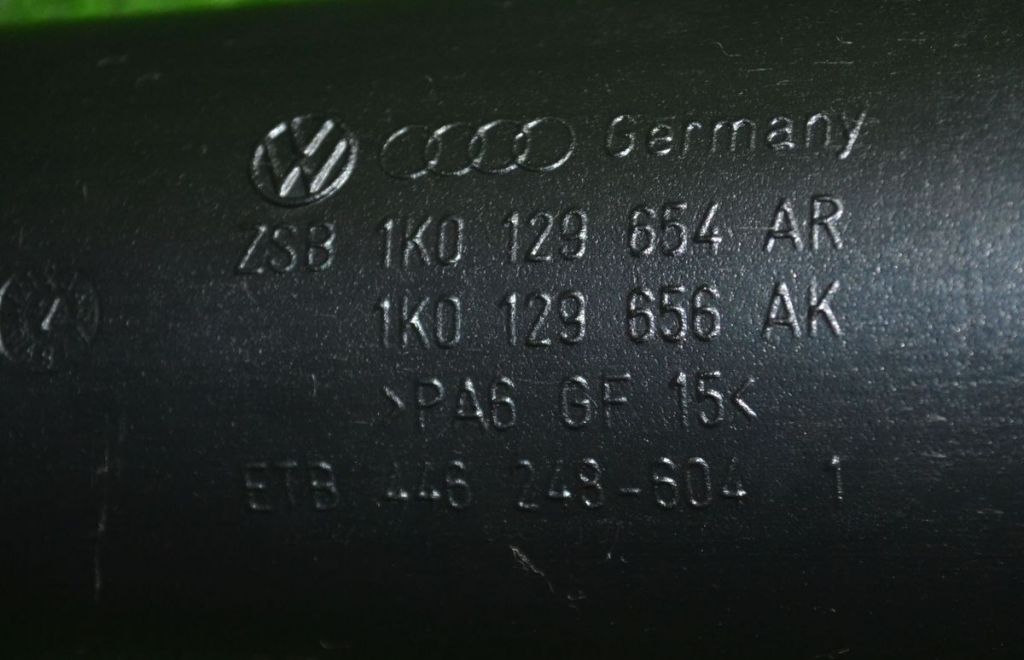 Germany
ZSB 1K0 129 654 AR
1K0 129 656 AK
>PA6 GF 15<
ETB 446 248-604 1